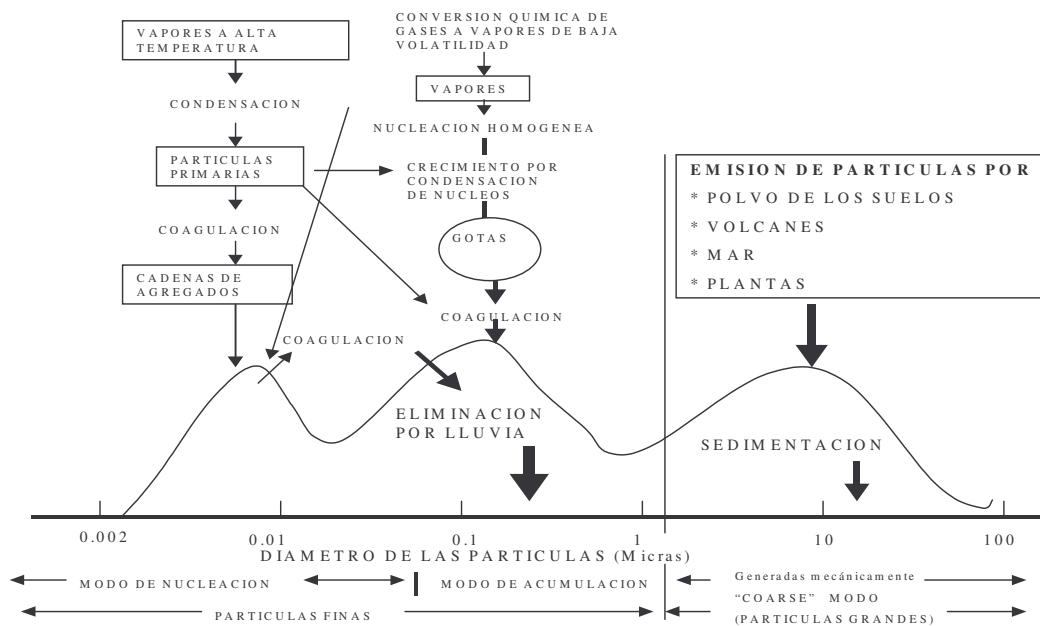 VAPORES A ALTA
TEMPERATURA
CONDENSACION
PARTICULAS
PRIMARIAS
COAGULACION
CADENAS DE
AGREGADOS
COAGULACION
CONVERSION QUIMICA DE
GASES A VAPORES DE BAJA
VOLATILIDAD
VAPORES
NUCLEACION HOMOGENEA
CRECIMIENTO POR
CONDENSACION
DE NUCLEOS
GOTAS
COAGULACION
ELIMINACION
POR LLUVIA
EMISION DE PARTICULAS POR
* POLVO DE LOS SUELOS
* VOLCANES
* MAR
* PLANTAS
SEDIMENTACION
0.002 0.01 0.1 1 10 100
DIAMETRO DE LAS PARTICULAS (Micras)
MODO DE NUCLEACION
MODO DE ACUMULACION
PARTICULAS FINAS
Generadas mecánicamente
“COARSE” MODO
(PARTICULAS GRANDES)